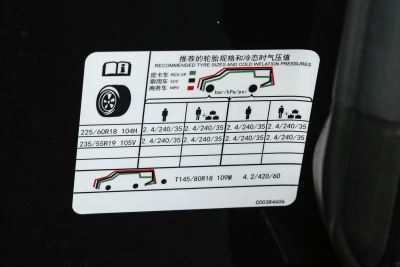 推荐的轮胎规格和冷态时气压值
RECOMMENDED TYRE SIZES AND COLD INFLATION PRESSURES
皮卡车 PICK UP
乘用车 SUV
商务车 MPV
bar/kPa/psi
225/60R18 104H 2.4/240/35 2.4/240/35 2.4/240/35 2.4/240/35
235/55R19 105V 2.4/240/35 2.4/240/35 2.4/240/35 2.4/240/35
T145/80R18 109M 4.2/420/60
C00384606